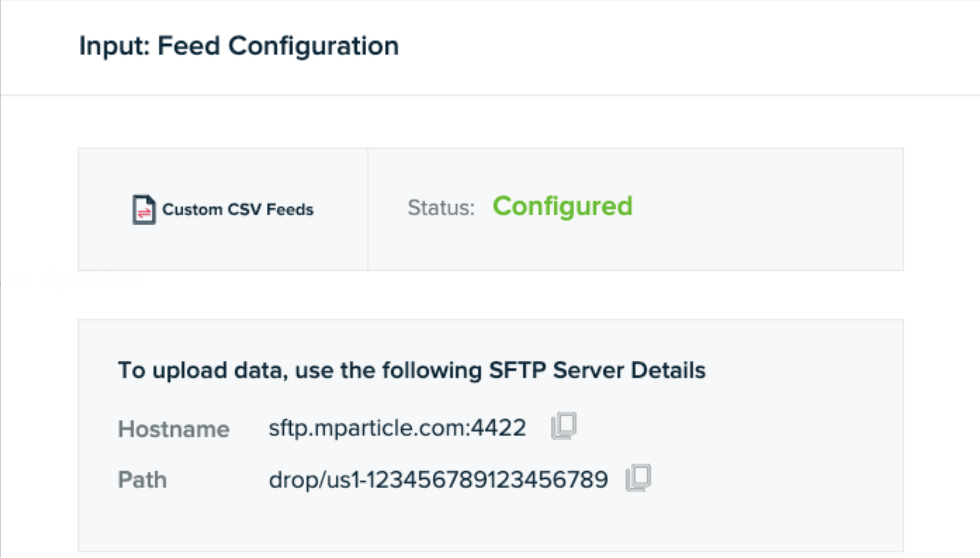 Input: Feed Configuration
Custom CSV Feeds
Status: Configured
To upload data, use the following SFTP Server Details
Hostname sftp.mparticle.com:4422
Path drop/us1-123456789123456789